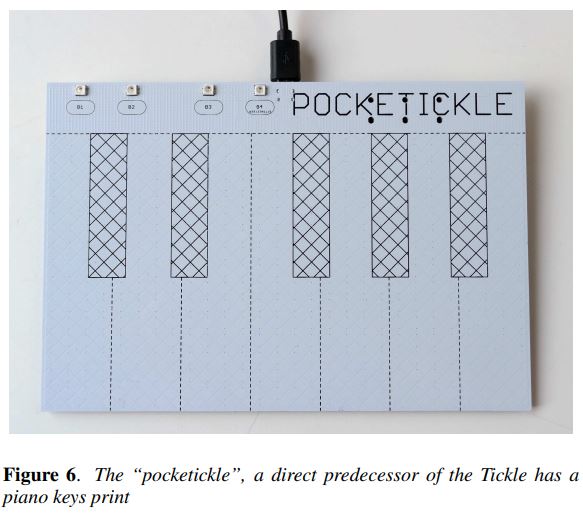 B1 B2 B3 B4
POCKETICKLE
Figure 6. The “pocketickle”, a direct predecessor of the Tickle has a
piano keys print